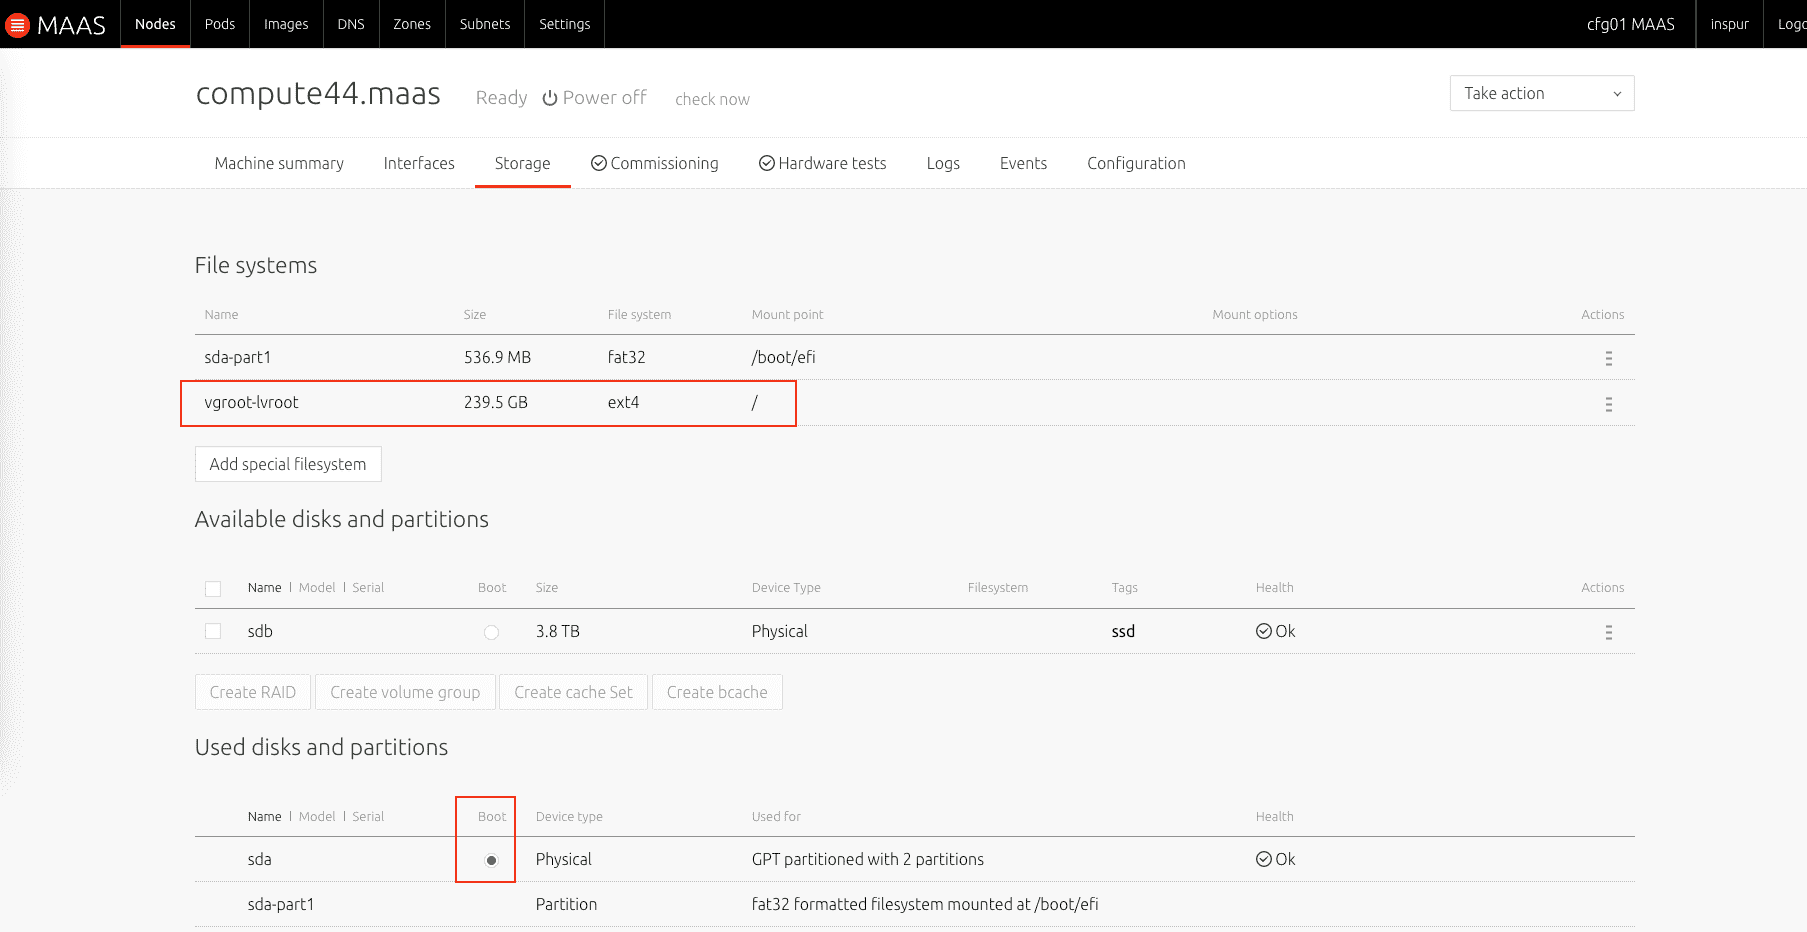 MAAS Nodes Pods Images DNS Zones Subnets Settings cfg01 MAAS inspur Logo
compute44.maas Ready Power off check now Take action
Machine summary Interfaces Storage Commissioning Hardware tests Logs Events Configuration
File systems
Name Size File system Mount point Mount options Actions
sda-part1 536.9 MB fat32 /boot/efi
vgroot-lvroot 239.5 GB ext4 /
Add special filesystem
Available disks and partitions
Name | Model | Serial Boot Size Device Type Filesystem Tags Health Actions
sdb 3.8 TB Physical ssd Ok
Create RAID Create volume group Create cache Set Create bcache
Used disks and partitions
Name | Model | Serial Boot Device type Used for Health
sda Physical GPT partitioned with 2 partitions Ok
sda-part1 Partition fat32 formatted filesystem mounted at /boot/efi